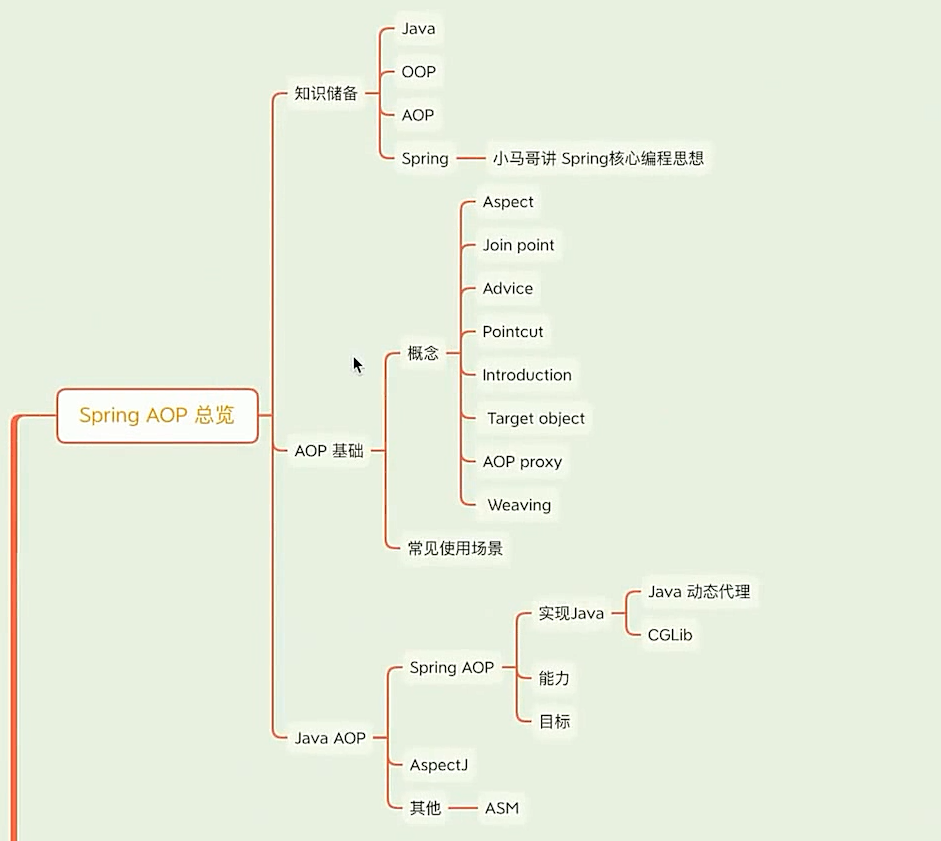 Java
OOP
知识储备
AOP
Spring
小马哥讲 Spring核心编程思想
Aspect
Join point
Advice
Pointcut
概念
Introduction
Spring AOP 总览
Target object
AOP 基础
AOP proxy
Weaving
常见使用场景
Java 动态代理
实现Java
CGLib
Spring AOP
能力
目标
Java AOP
AspectJ
其他
ASM